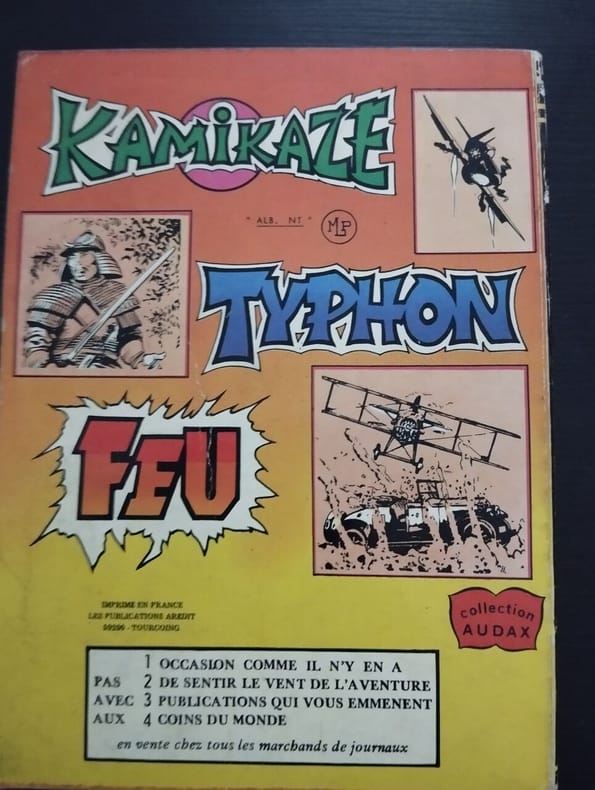 KAMIKAZE
"ALB. NT" MLP
TYPHON
FEU
IMPRIME EN FRANCE
LES PUBLICATIONS AREDIT
59200 - TOURCOING
collection
AUDAX
1 OCCASION COMME IL N'Y EN A
PAS 2 DE SENTIR LE VENT DE L'AVENTURE
AVEC 3 PUBLICATIONS QUI VOUS EMMENENT
AUX 4 COINS DU MONDE
en vente chez tous les marchands de journaux